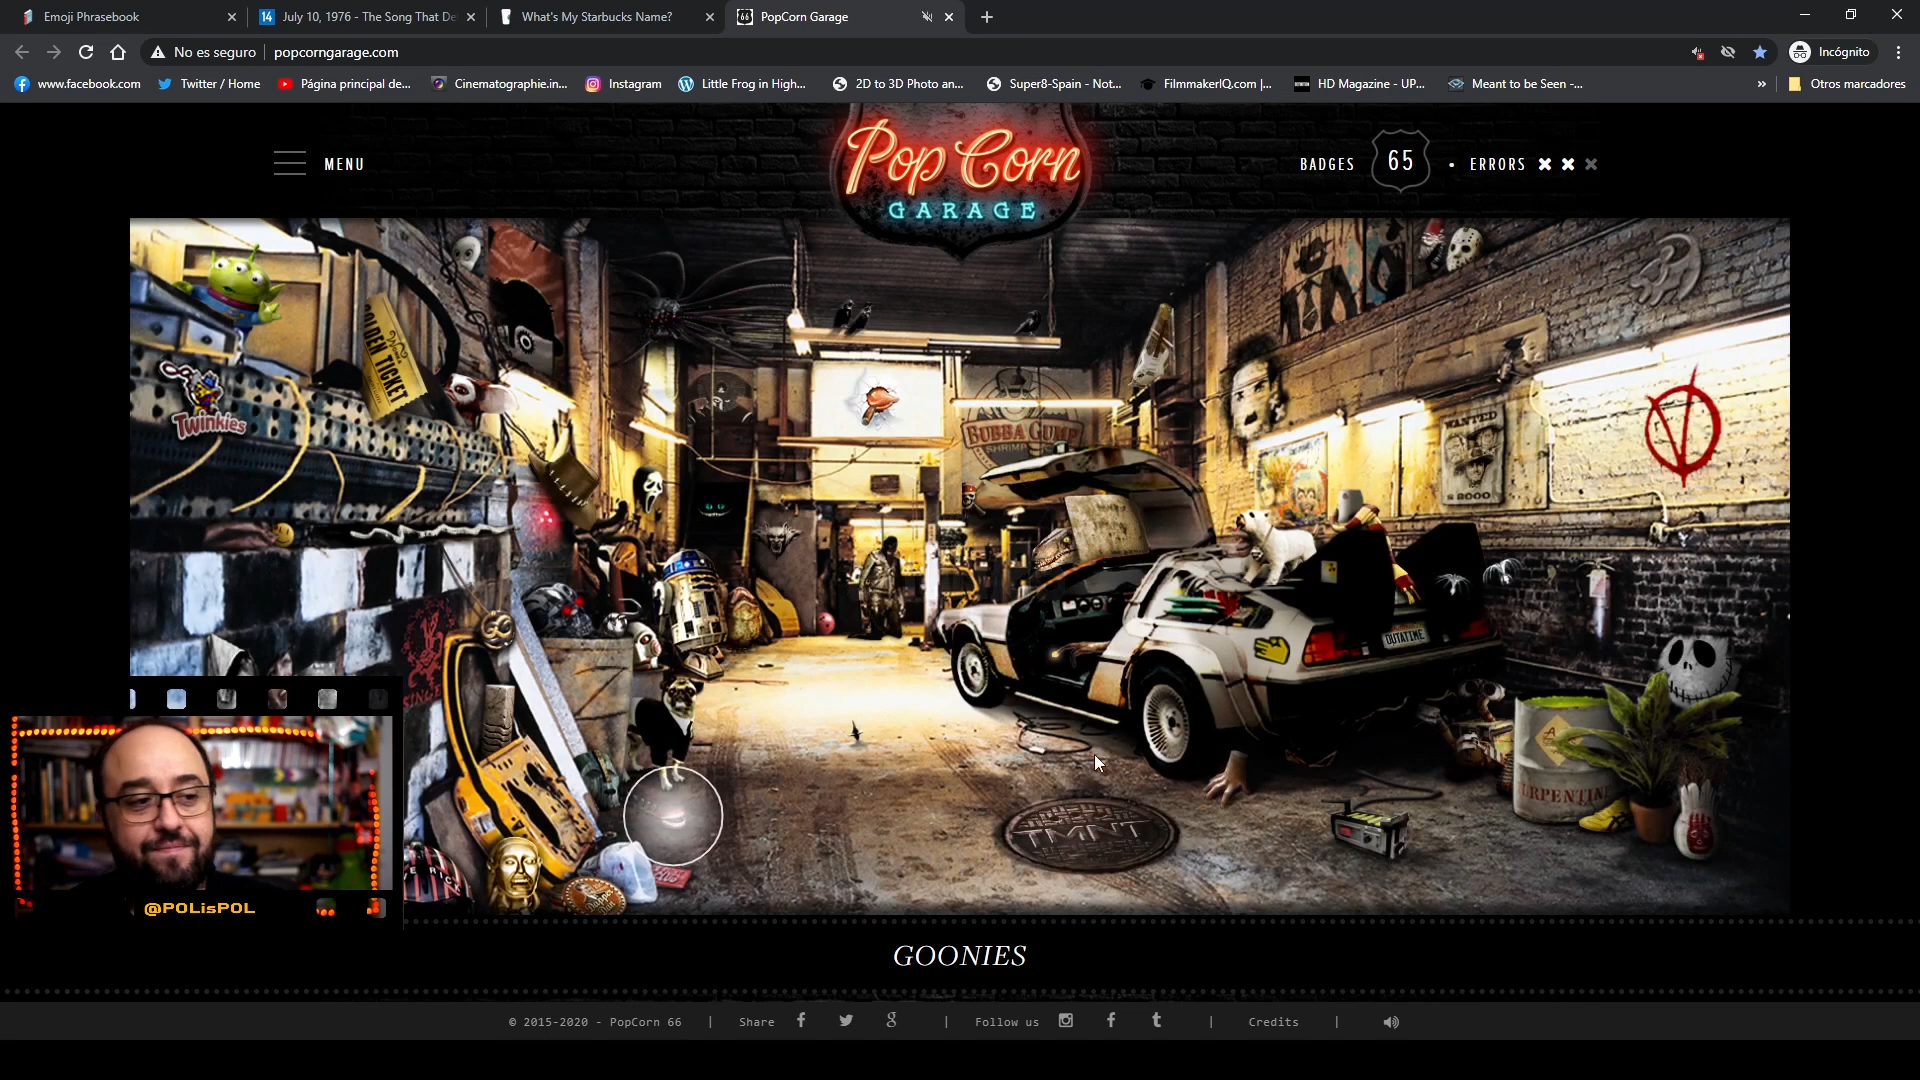 Emoji Phrasebook
14 July 10, 1976 - The Song That De
What's My Starbucks Name?
PopCorn Garage
No es seguro popcorngarage.com
Incógnito
www.facebook.com
Twitter / Home
Página principal de...
Cinematographie.in...
Instagram
Little Frog in High...
2D to 3D Photo an...
Super8-Spain - Not...
FilmmakerIQ.com |...
HD Magazine - UP...
Meant to be Seen -...
» Otros marcadores
MENU
Pop Corn
GARAGE
BADGES 65 • ERRORS
GOLDEN TICKET
Twinkies
BUBBA GUMP
SHRIMP
WANTED
$ 2000
V
OUTATIME
TMNT
Dapper
@POLisPOL
GOONIES
© 2015-2020 - PopCorn 66 | Share | Follow us | Credits |